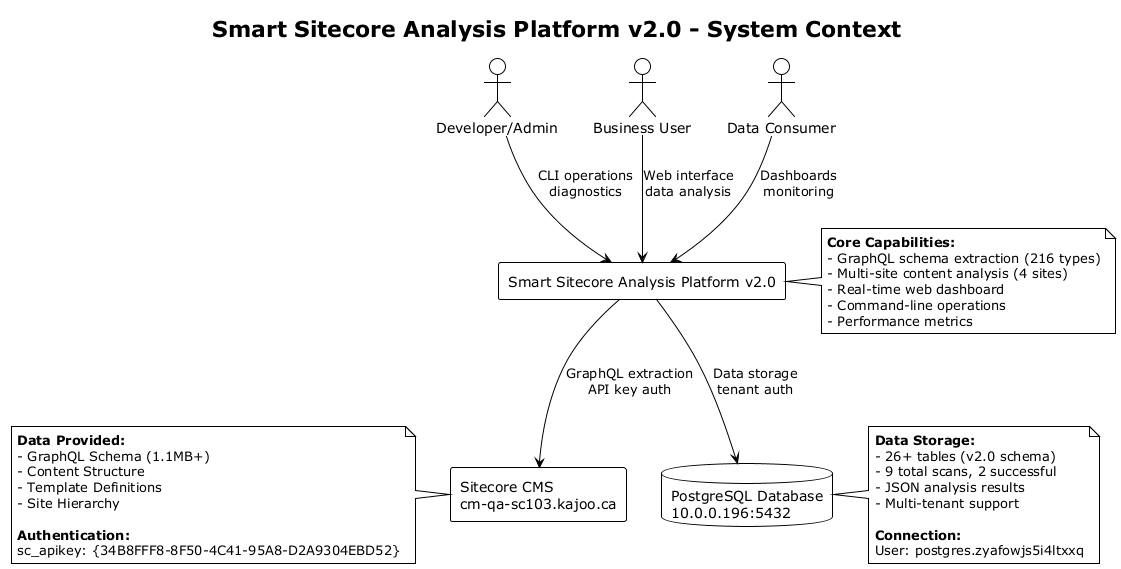 Smart Sitecore Analysis Platform v2.0 - System Context
Developer/Admin
Business User
Data Consumer
CLI operations
diagnostics
Web interface
data analysis
Dashboards
monitoring
Smart Sitecore Analysis Platform v2.0
Core Capabilities:
- GraphQL schema extraction (216 types)
- Multi-site content analysis (4 sites)
- Real-time web dashboard
- Command-line operations
- Performance metrics
GraphQL extraction
API key auth
Data storage
tenant auth
Data Provided:
- GraphQL Schema (1.1MB+)
- Content Structure
- Template Definitions
- Site Hierarchy
Authentication:
sc_apikey: {34B8FFF8-8F50-4C41-95A8-D2A9304EBD52}
Sitecore CMS
cm-qa-sc103.kajoo.ca
PostgreSQL Database
10.0.0.196:5432
Data Storage:
- 26+ tables (v2.0 schema)
- 9 total scans, 2 successful
- JSON analysis results
- Multi-tenant support
Connection:
User: postgres.zyafowjs5i4ltxxq